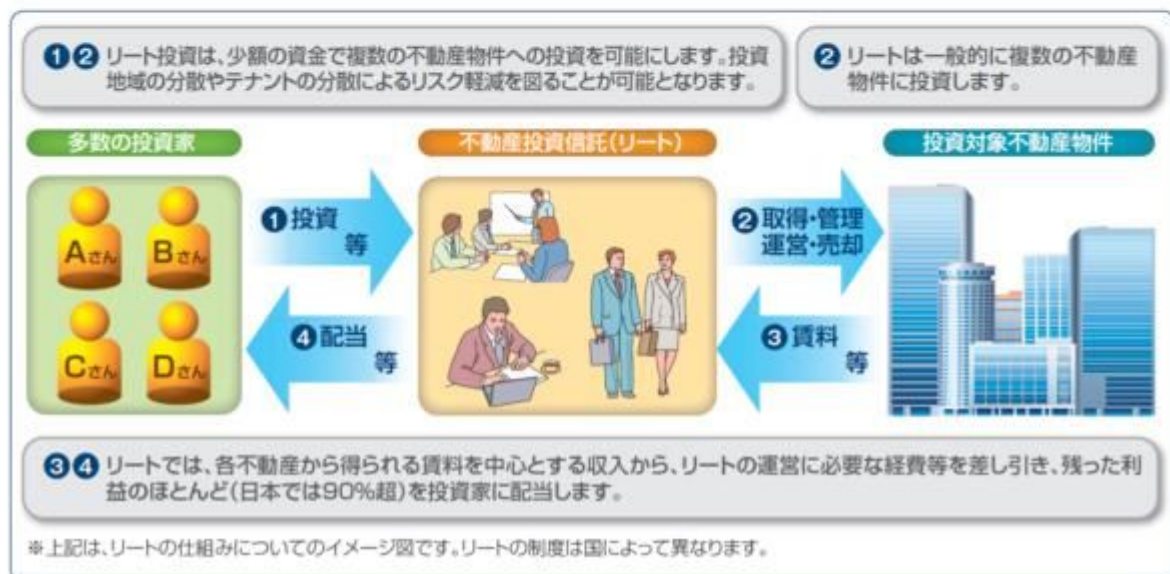 ❶❷ リート投資は、少額の資金で複数の不動産物件への投資を可能にします。投資
地域の分散やテナントの分散によるリスク軽減を図ることが可能となります。
❷ リートは一般的に複数の不動産
物件に投資します。
多数の投資家
不動産投資信託(リート)
投資対象不動産物件
Aさん
Bさん
Cさん
Dさん
❶投資
等
❹配当
等
❷取得・管理
運営・売却
❸賃料
等
❸❹ リートでは、各不動産から得られる賃料を中心とする収入から、リートの運営に必要な経費等を差し引き、残った利
益のほとんど(日本では90%超)を投資家に配当します。
※上記は、リートの仕組みについてのイメージ図です。リートの制度は国によって異なります。